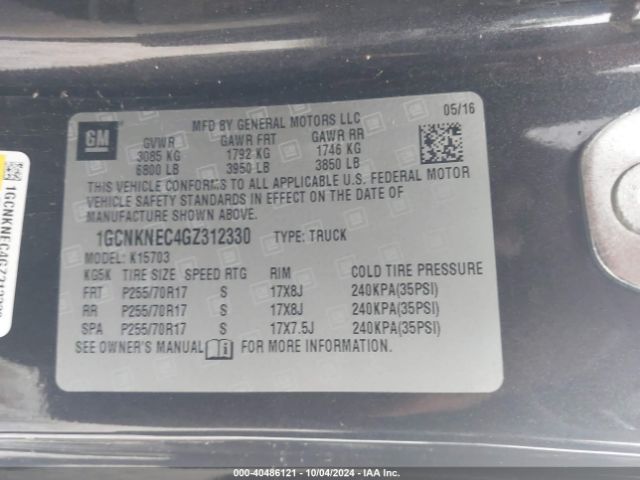 MFD BY GENERAL MOTORS LLC
05/16
GM
GVWR GAWR FRT GAWR RR
3085 KG 1792 KG 1746 KG
6800 LB 3950 LB 3850 LB
THIS VEHICLE CONFORMS TO ALL APPLICABLE U.S. FEDERAL MOTOR
VEHICLE SAFETY STANDARDS IN EFFECT ON THE DATE OF
MANUFACTURE SHOWN ABOVE.
1GCNKNEC4GZ312330 TYPE: TRUCK
MODEL: K15703
KG5K TIRE SIZE SPEED RTG RIM COLD TIRE PRESSURE
FRT P255/70R17 S 17X8J 240KPA(35PSI)
RR P255/70R17 S 17X8J 240KPA(35PSI)
SPA P255/70R17 S 17X7.5J 240KPA(35PSI)
SEE OWNER'S MANUAL FOR MORE INFORMATION.
1GCNKNEC4GZ312330
000-40486121 - 10/04/2024 - IAA Inc.